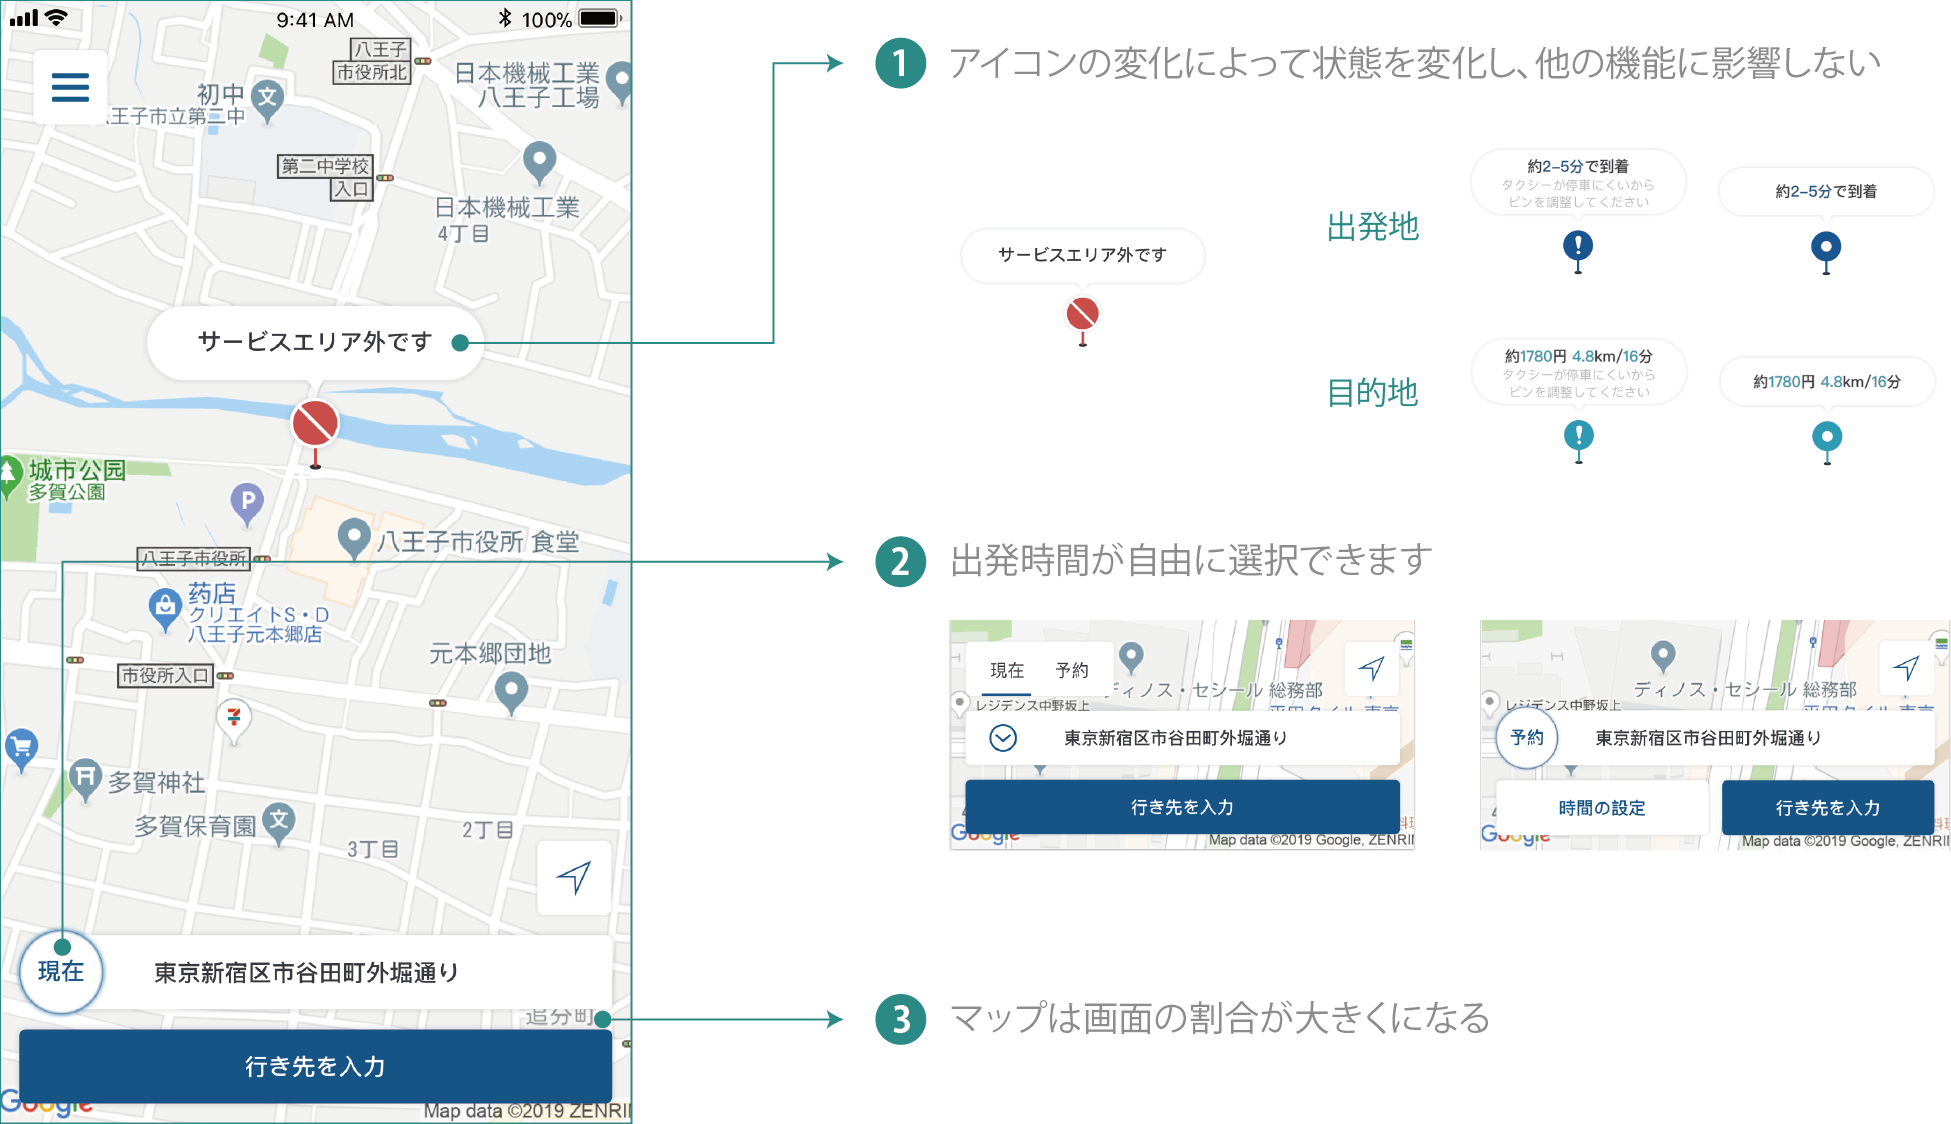 9:41 AM
100%
八王子
市役所北
日本機械工業
八王子工場
初中
王子市立第二中
第二中学校
入口
日本機械工業
4丁目
サービスエリア外です
城市公园
多賀公園
P
八王子市役所 食堂
八王子市役所
药店
クリエイトS・D
八王子元本郷店
元本郷団地
市役所入口
多賀神社
多賀保育園
2丁目
3丁目
現在
東京新宿区市谷田町外堀通り
追分町
行き先を入力
Google
Map data ©2019 ZENRI
1 アイコンの変化によって状態を変化し、他の機能に影響しない
サービスエリア外です
出発地
約2-5分で到着
タクシーが停車にくいから
ピンを調整してください
約2-5分で到着
目的地
約1780円 4.8km/16分
タクシーが停車にくいから
ピンを調整してください
約1780円 4.8km/16分
2 出発時間が自由に選択できます
現在 予約
ディノス・セシール 総務部
レジデンス中野坂上
東京新宿区市谷田町外堀通り
行き先を入力
Google
Map data ©2019 Google, ZENRI
ディノス・セシール 総務部
レジデンス中野坂上
予約
東京新宿区市谷田町外堀通り
時間の設定
行き先を入力
Google
Map data ©2019 Google, ZENRI
3 マップは画面の割合が大きくになる